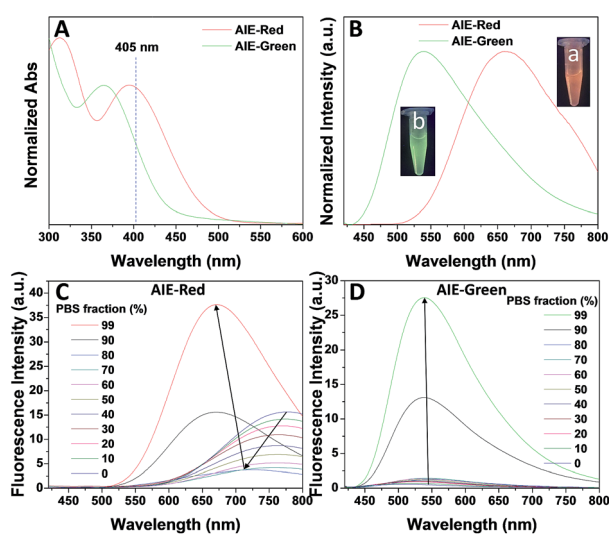 A
AIE-Red
AIE-Green
405 nm
Normalized Abs
300 350 400 450 500 550 600
Wavelength (nm)
B
AIE-Red
AIE-Green
a
b
Normalized Intensity (a.u.)
450 500 550 600 650 700 750 800
Wavelength (nm)
C
AIE-Red
PBS fraction (%)
99
90
80
70
60
50
40
30
20
10
0
Fluorescence Intensity (a.u.)
40
35
30
25
20
15
10
5
0
450 500 550 600 650 700 750 800
Wavelength (nm)
D
AIE-Green
PBS fraction (%)
99
90
80
70
60
50
40
30
20
10
0
Fluorescence Intensity (a.u.)
30
25
20
15
10
5
0
450 500 550 600 650 700 750 800
Wavelength (nm)